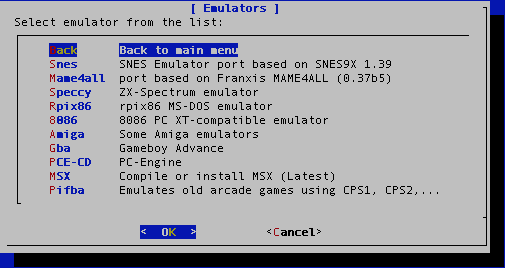 [ Emulators ]
Select emulator from the list:
Back Back to main menu
Snes SNES Emulator port based on SNES9X 1.39
Mame4all port based on Franxis MAME4ALL (0.37b5)
Speccy ZX-Spectrum emulator
Rpix86 rpix86 MS-DOS emulator
8086 8086 PC XT-compatible emulator
Amiga Some Amiga emulators
Gba Gameboy Advance
PCE-CD PC-Engine
MSX Compile or install MSX (Latest)
Pifba Emulates old arcade games using CPS1, CPS2,...
< OK > <Cancel>